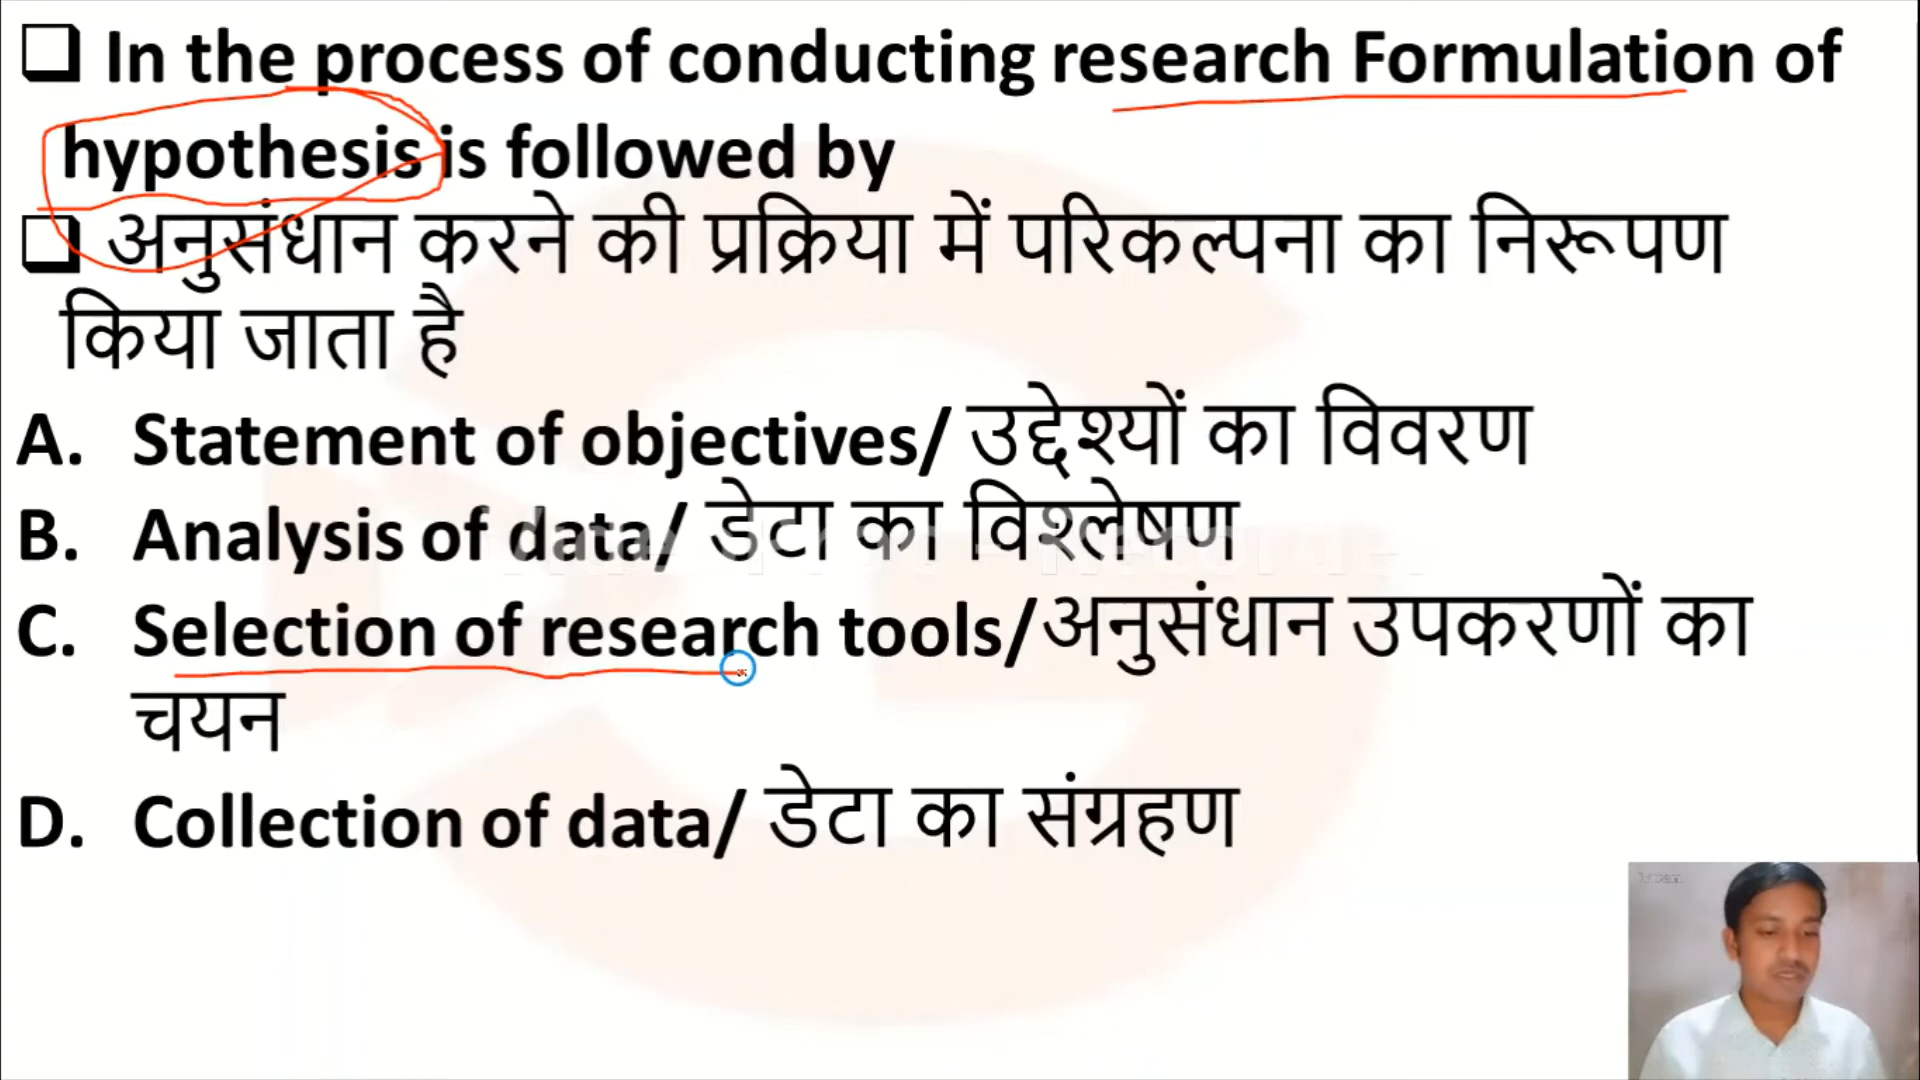 ❑ In the process of conducting research Formulation of
hypothesis is followed by
❑ अनुसंधान करने की प्रक्रिया में परिकल्पना का निरूपण
किया जाता है
A. Statement of objectives/ उद्देश्यों का विवरण
B. Analysis of data/ डेटा का विश्लेषण
C. Selection of research tools/अनुसंधान उपकरणों का
चयन
D. Collection of data/ डेटा का संग्रहण